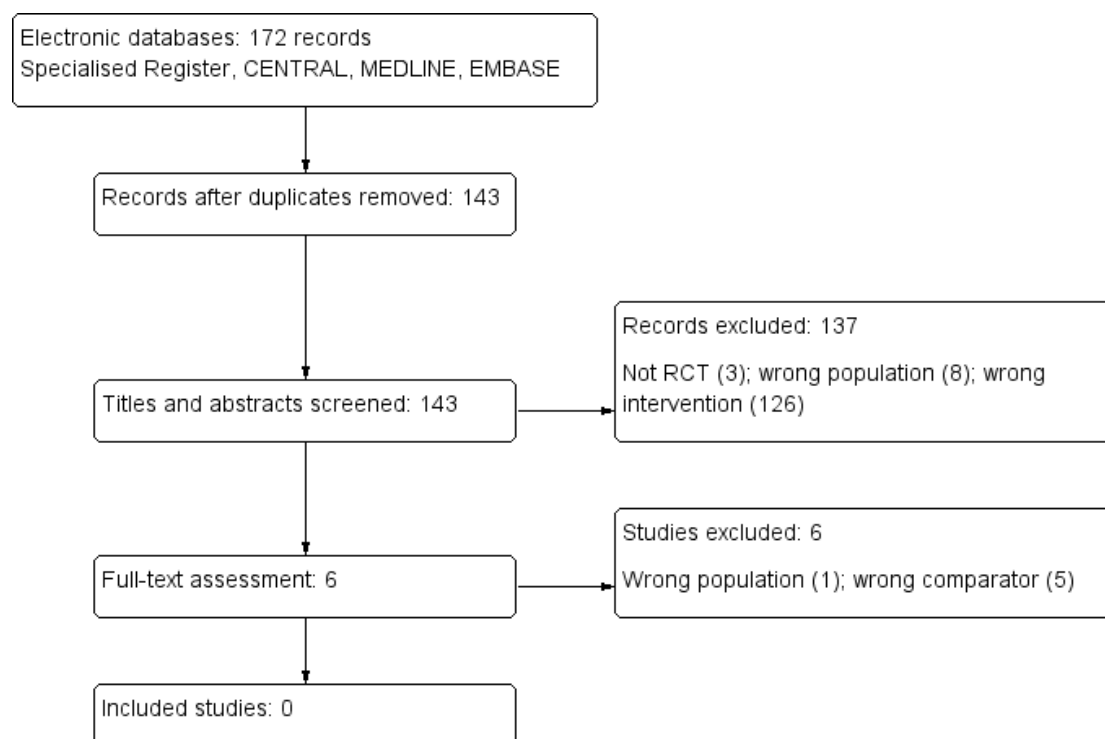 Electronic databases: 172 records
Specialised Register, CENTRAL, MEDLINE, EMBASE
Records after duplicates removed: 143
Records excluded: 137
Not RCT (3); wrong population (8); wrong
intervention (126)
Titles and abstracts screened: 143
Studies excluded: 6
Wrong population (1); wrong comparator (5)
Full-text assessment: 6
Included studies: 0